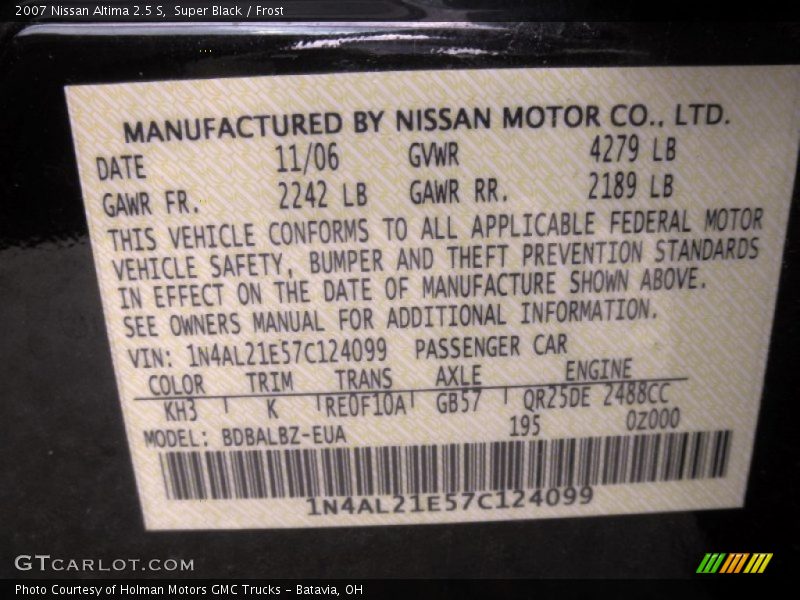 2007 Nissan Altima 2.5 S, Super Black / Frost
MANUFACTURED BY NISSAN MOTOR CO., LTD.
DATE 11/06 GVWR 4279 LB
GAWR FR. 2242 LB GAWR RR. 2189 LB
THIS VEHICLE CONFORMS TO ALL APPLICABLE FEDERAL MOTOR
VEHICLE SAFETY, BUMPER AND THEFT PREVENTION STANDARDS
IN EFFECT ON THE DATE OF MANUFACTURE SHOWN ABOVE.
SEE OWNERS MANUAL FOR ADDITIONAL INFORMATION.
VIN: 1N4AL21E57C124099 PASSENGER CAR
COLOR TRIM TRANS AXLE ENGINE
KH3 K RE0F10A GB57 QR25DE 2488CC
MODEL: BDBALBZ-EUA 195 0Z000
1N4AL21E57C124099
GTCARLOT.COM
Photo Courtesy of Holman Motors GMC Trucks - Batavia, OH